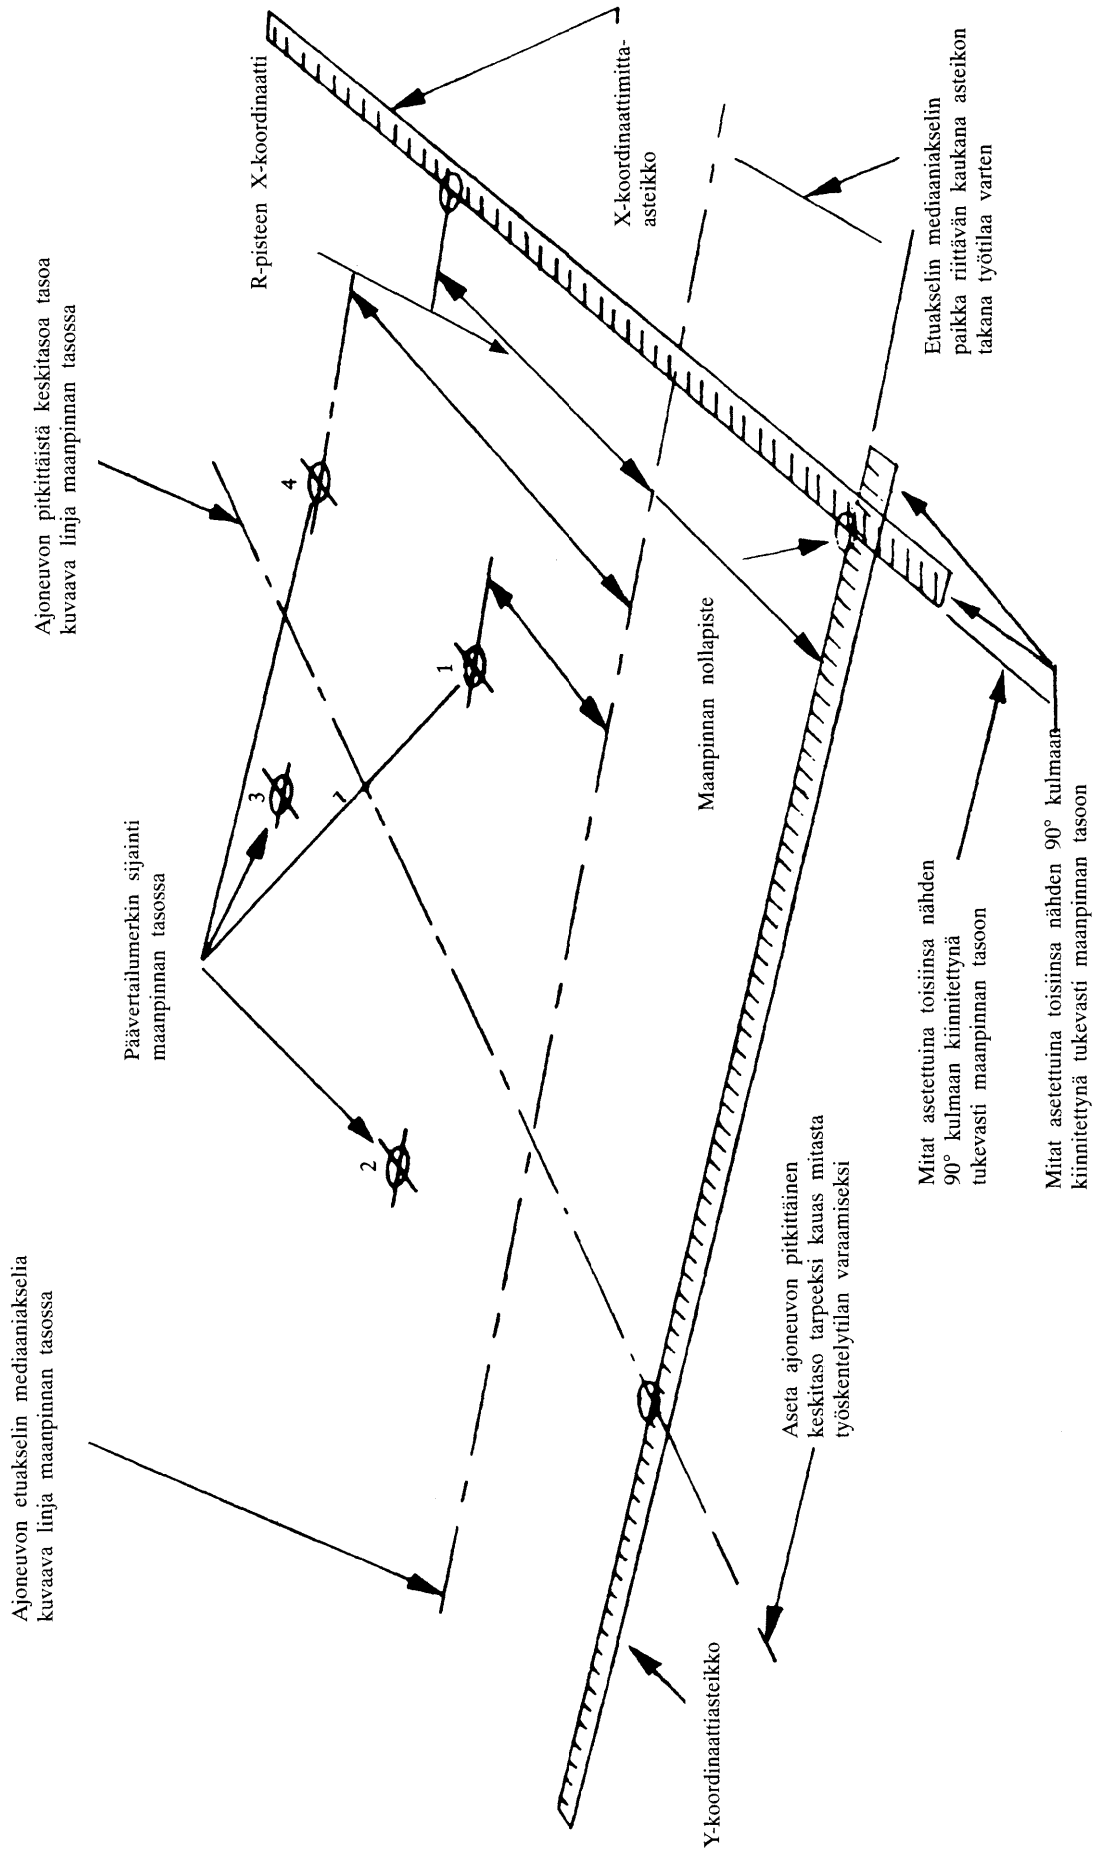 Ajoneuvon etuakselin mediaaniakselia
kuvaava linja maanpinnan tasossa
Päävertailumerkin sijainti
maanpinnan tasossa
Ajoneuvon pitkittäistä keskitasoa tasoa
kuvaava linja maanpinnan tasossa
R-pisteen X-koordinaatti
2
3
1
4
X-koordinaattimitta-
asteikko
Maanpinnan nollapiste
Y-koordinaattiasteikko
Aseta ajoneuvon pitkittäinen
keskitaso tarpeeksi kauas mitasta
työskentelytilan varaamiseksi
Etuakselin mediaaniakselin
paikka riittävän kaukana asteikon
takana työtilaa varten
Mitat asetettuina toisiinsa nähden
90° kulmaan kiinnitettynä
tukevasti maanpinnan tasoon
Mitat asetettuina toisiinsa nähden 90° kulmaan
kiinnitettynä tukevasti maanpinnan tasoon